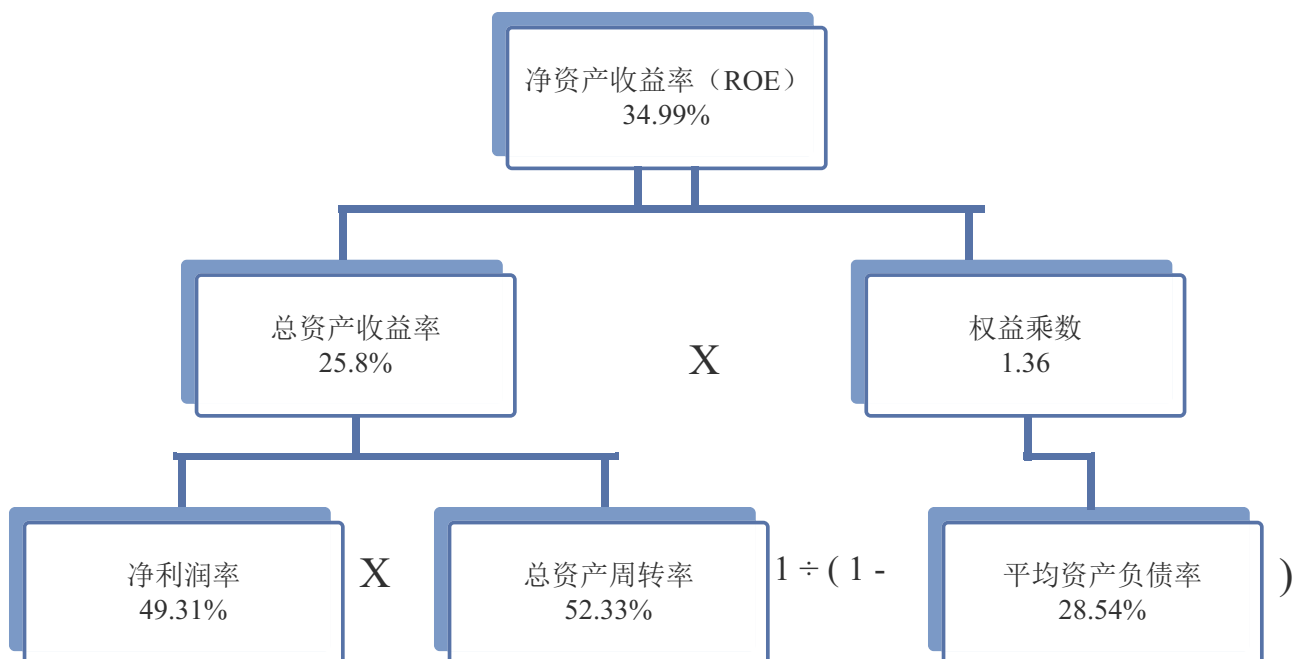 净资产收益率（ROE）
34.99%
总资产收益率
25.8%
X
权益乘数
1.36
净利润率
49.31%
X
总资产周转率
52.33%
1 ÷ ( 1 -
平均资产负债率
28.54%
)